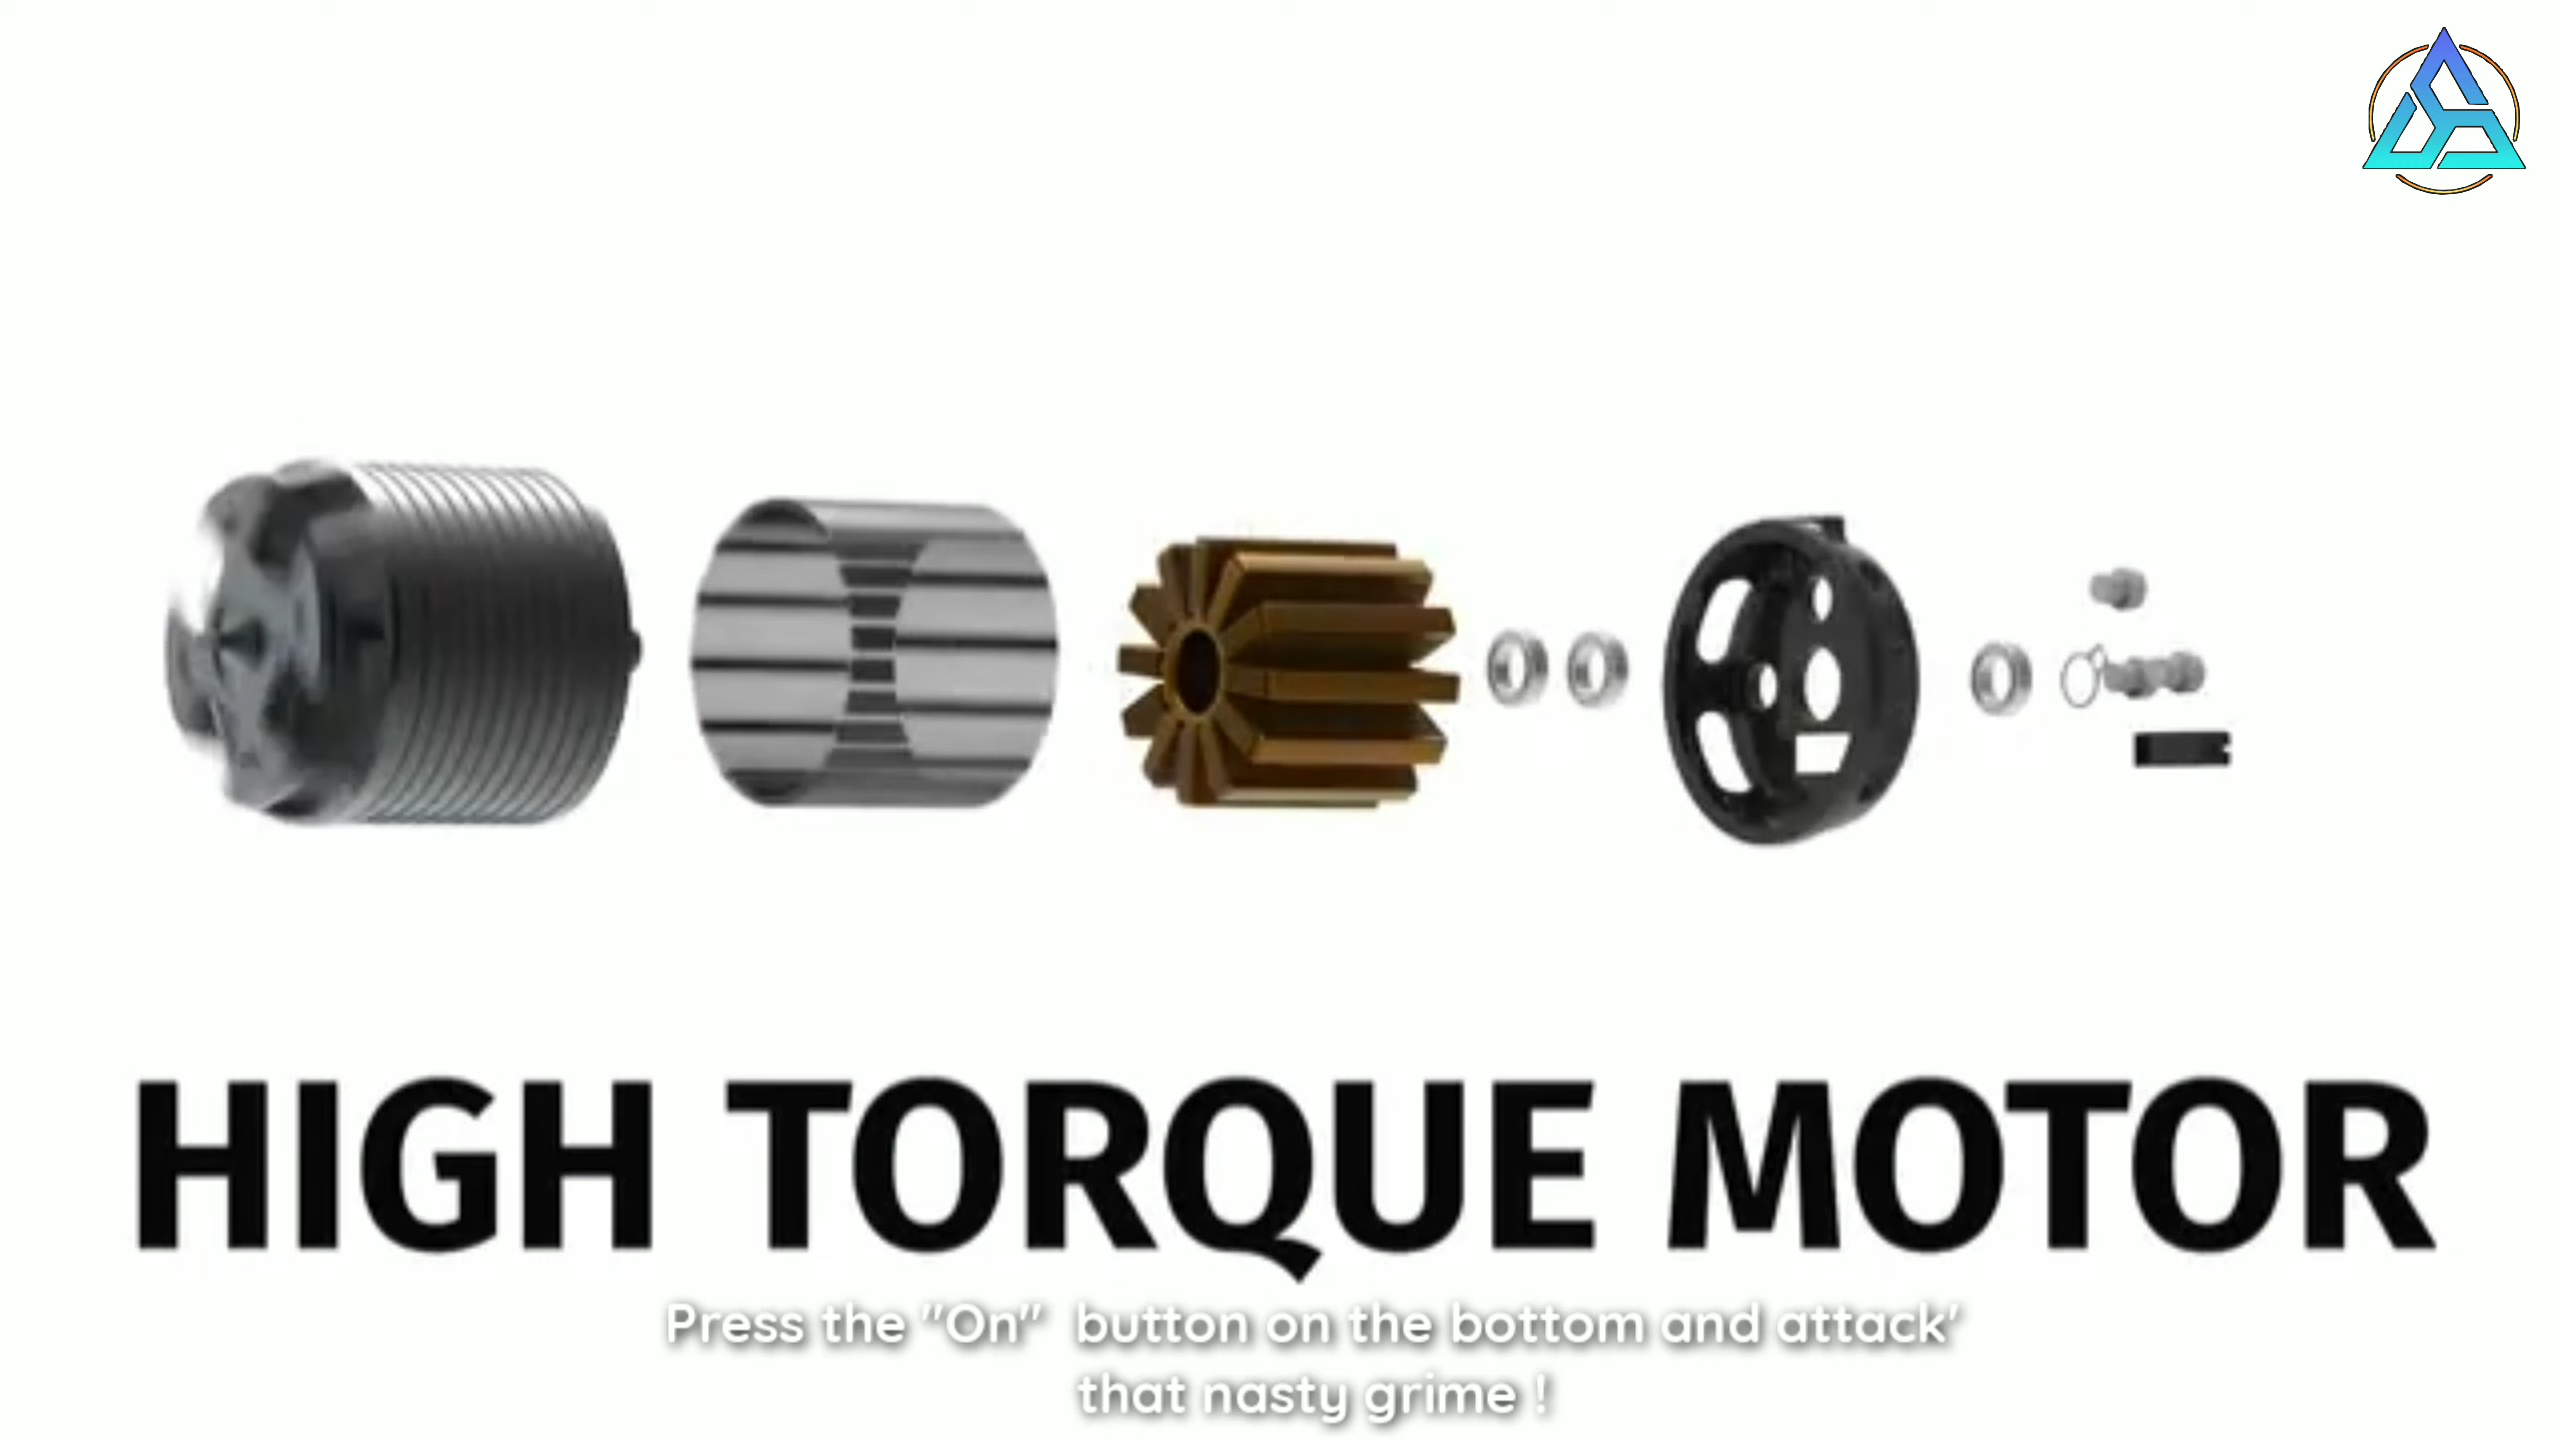 HIGH TORQUE MOTOR
Press the "On" button on the bottom and attack'
that nasty grime !